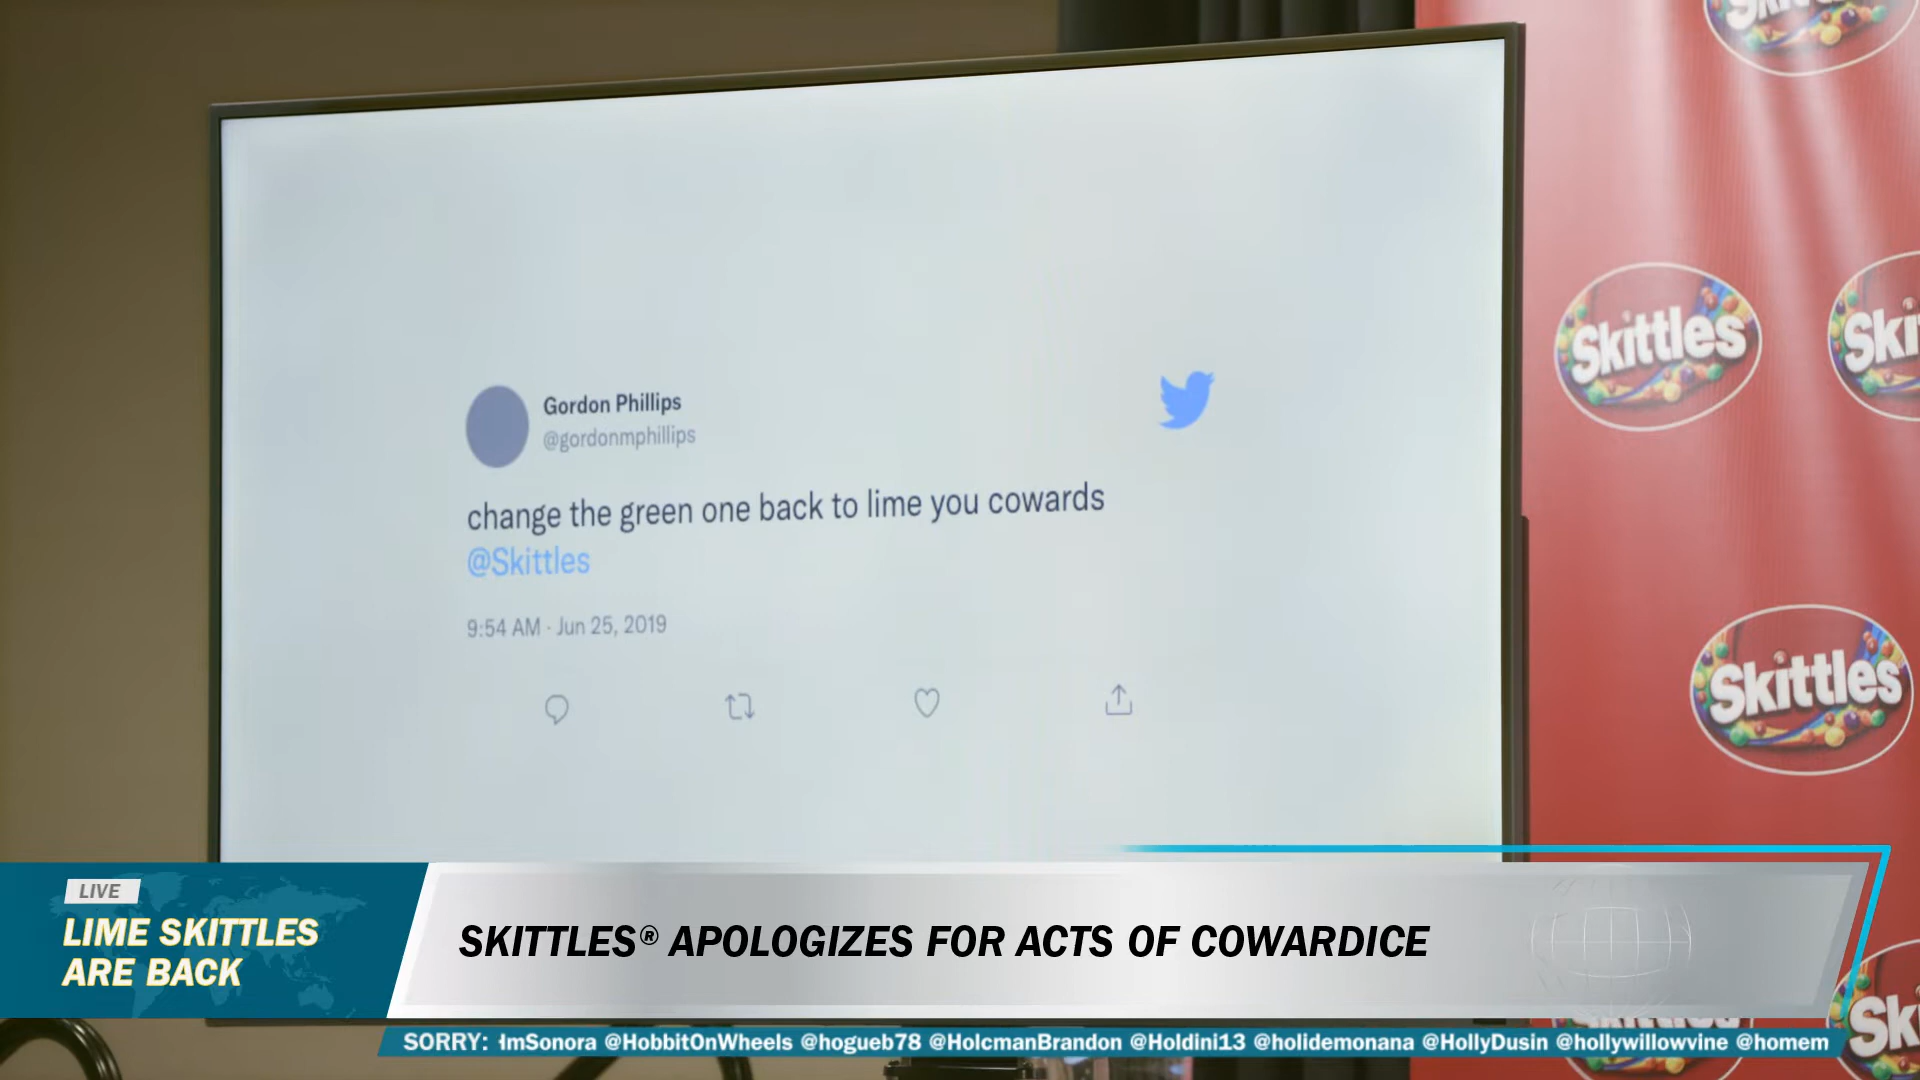 Skittles
Gordon Phillips
@gordonmphillips
change the green one back to lime you cowards
@Skittles
9:54 AM · Jun 25, 2019
Skittles
LIVE
LIME SKITTLES
ARE BACK
SKITTLES® APOLOGIZES FOR ACTS OF COWARDICE
SORRY: ImSonora @HobbitOnWheels @hogueb78 @HolcmanBrandon @Holdini13 @holidemonana @HollyDusin @hollywillowvine @homem